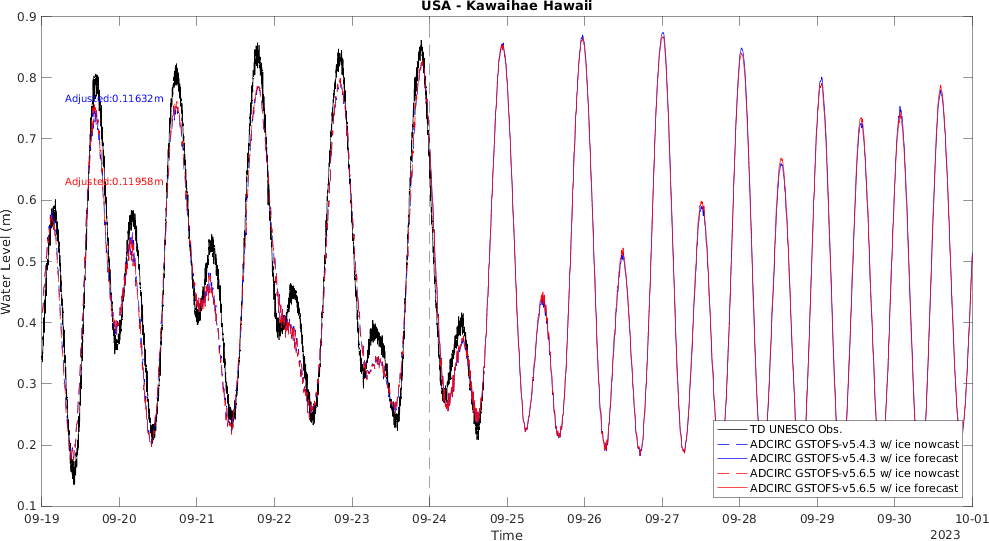 USA - Kawaihae Hawaii
0.9
0.8
0.7
0.6
0.5
0.4
0.3
0.2
0.1
Water Level (m)
Adjusted:0.11632m
Adjusted:0.11958m
TD UNESCO Obs.
ADCIRC GSTOFS-v5.4.3 w/ ice nowcast
ADCIRC GSTOFS-v5.4.3 w/ ice forecast
ADCIRC GSTOFS-v5.6.5 w/ ice nowcast
ADCIRC GSTOFS-v5.6.5 w/ ice forecast
09-19 09-20 09-21 09-22 09-23 09-24 09-25 09-26 09-27 09-28 09-29 09-30 10-01
Time
2023